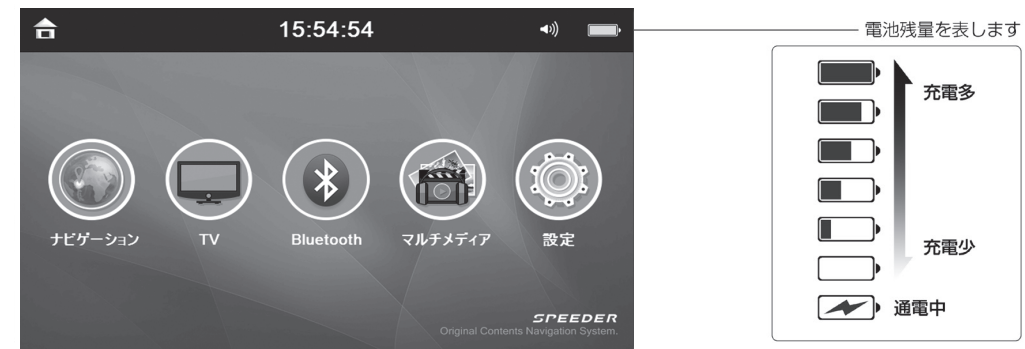 15:54:54
電池残量を表します
充電多
ナビゲーション
TV
Bluetooth
マルチメディア
設定
充電少
通電中
SPEEDER
Original Contents Navigation System.